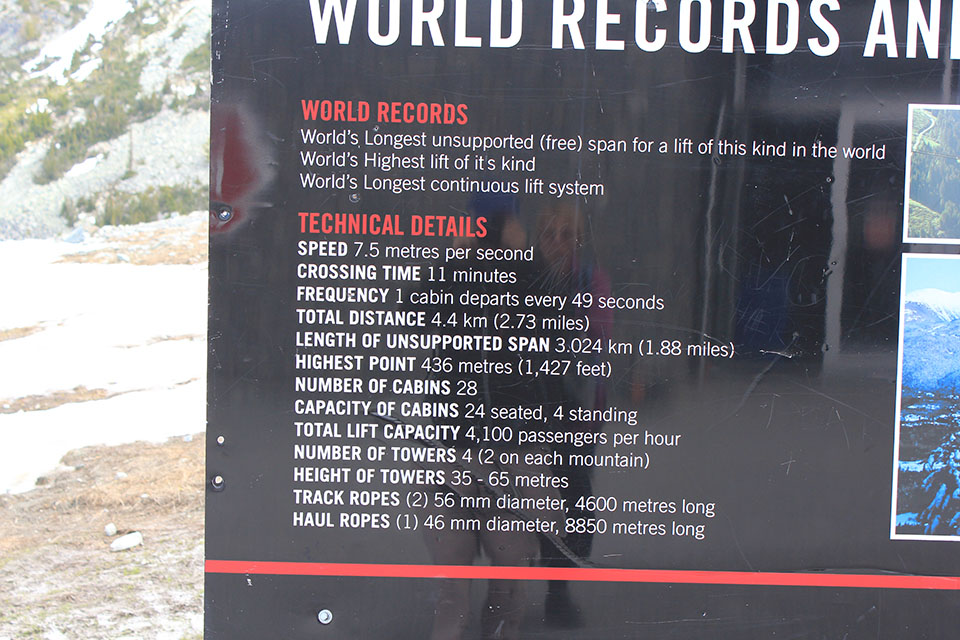 WORLD RECORDS AN
WORLD RECORDS
World's Longest unsupported (free) span for a lift of this kind in the world
World's Highest lift of it's kind
World's Longest continuous lift system
TECHNICAL DETAILS
SPEED 7.5 metres per second
CROSSING TIME 11 minutes
FREQUENCY 1 cabin departs every 49 seconds
TOTAL DISTANCE 4.4 km (2.73 miles)
LENGTH OF UNSUPPORTED SPAN 3.024 km (1.88 miles)
HIGHEST POINT 436 metres (1,427 feet)
NUMBER OF CABINS 28
CAPACITY OF CABINS 24 seated, 4 standing
TOTAL LIFT CAPACITY 4,100 passengers per hour
NUMBER OF TOWERS 4 (2 on each mountain)
HEIGHT OF TOWERS 35 - 65 metres
TRACK ROPES (2) 56 mm diameter, 4600 metres long
HAUL ROPES (1) 46 mm diameter, 8850 metres long